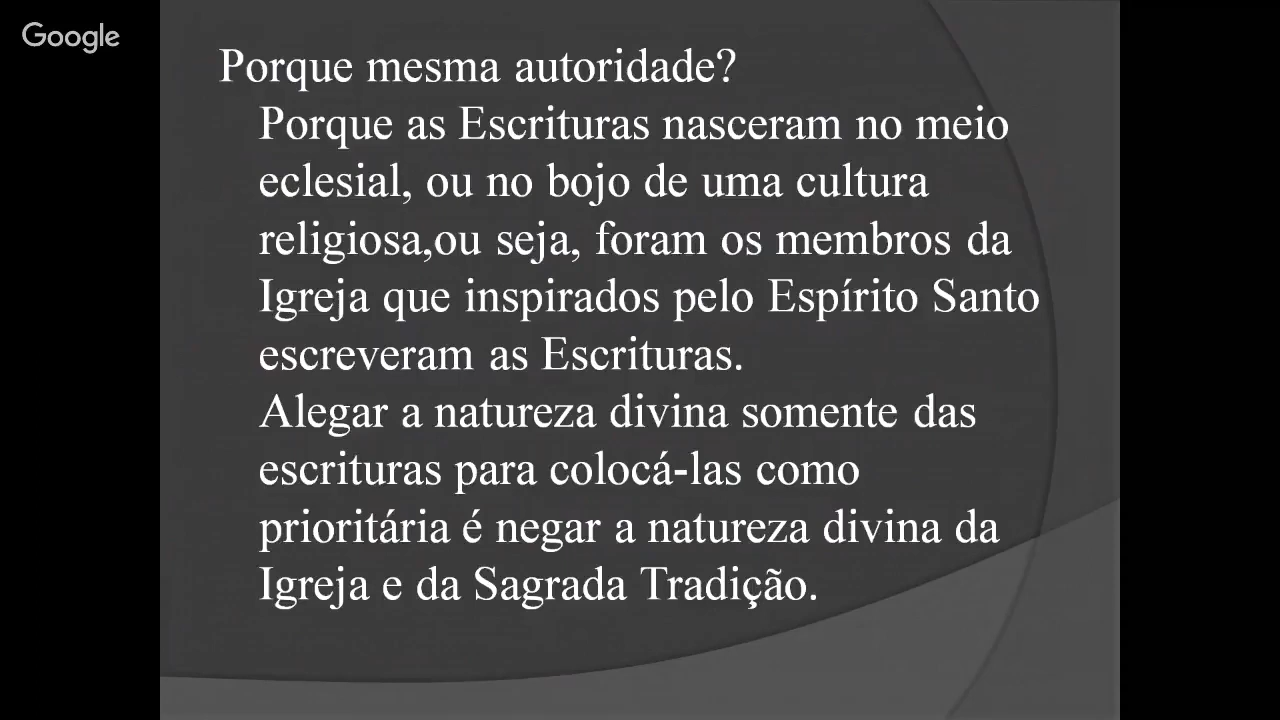 Google
Porque mesma autoridade?
Porque as Escrituras nasceram no meio
eclesial, ou no bojo de uma cultura
religiosa,ou seja, foram os membros da
Igreja que inspirados pelo Espírito Santo
escreveram as Escrituras.
Alegar a natureza divina somente das
escrituras para colocá-las como
prioritária é negar a natureza divina da
Igreja e da Sagrada Tradição.